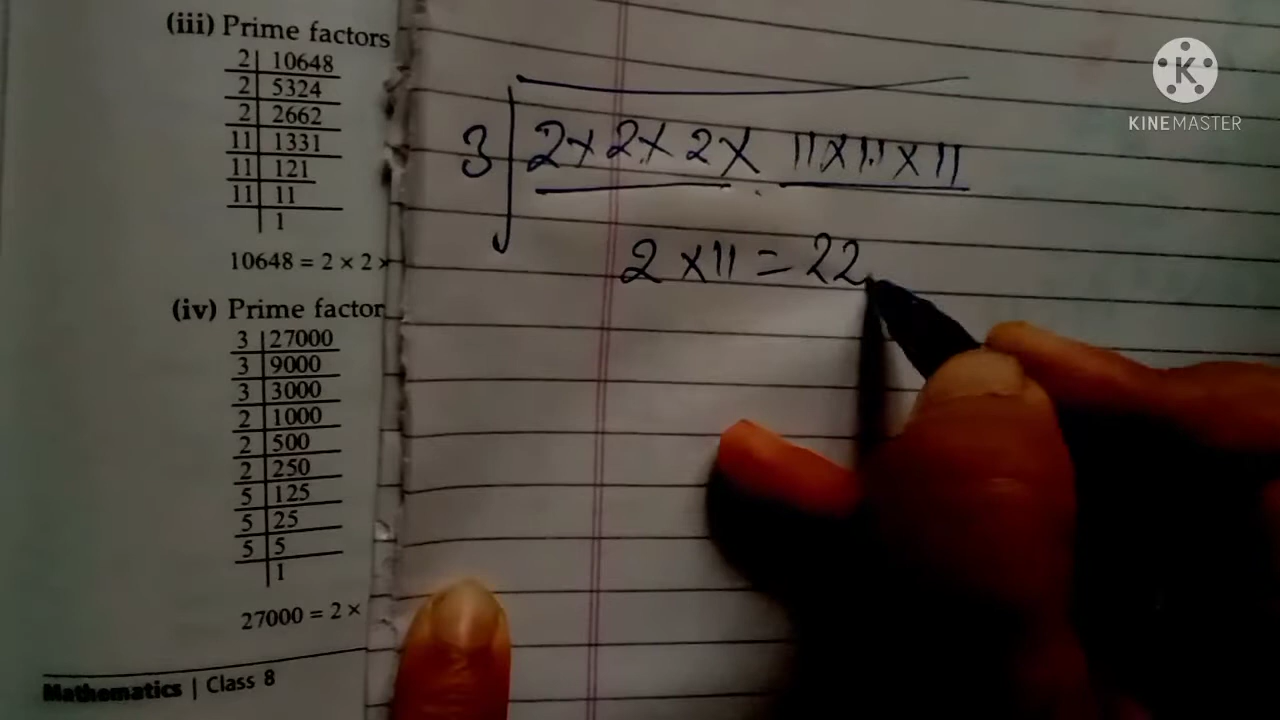 (iii) Prime factors
2 | 10648
2 | 5324
2 | 2662
11 | 1331
11 | 121
11 | 11
| 1
10648 = 2 × 2 ×
(iv) Prime factor
3 | 27000
3 | 9000
3 | 3000
2 | 1000
2 | 500
2 | 250
5 | 125
5 | 25
5 | 5
| 1
27000 = 2 ×
Mathematics | Class 8
3 √ 2 × 2 × 2 × 11 × 11 × 11
2 × 11 = 22
K
KINEMASTER